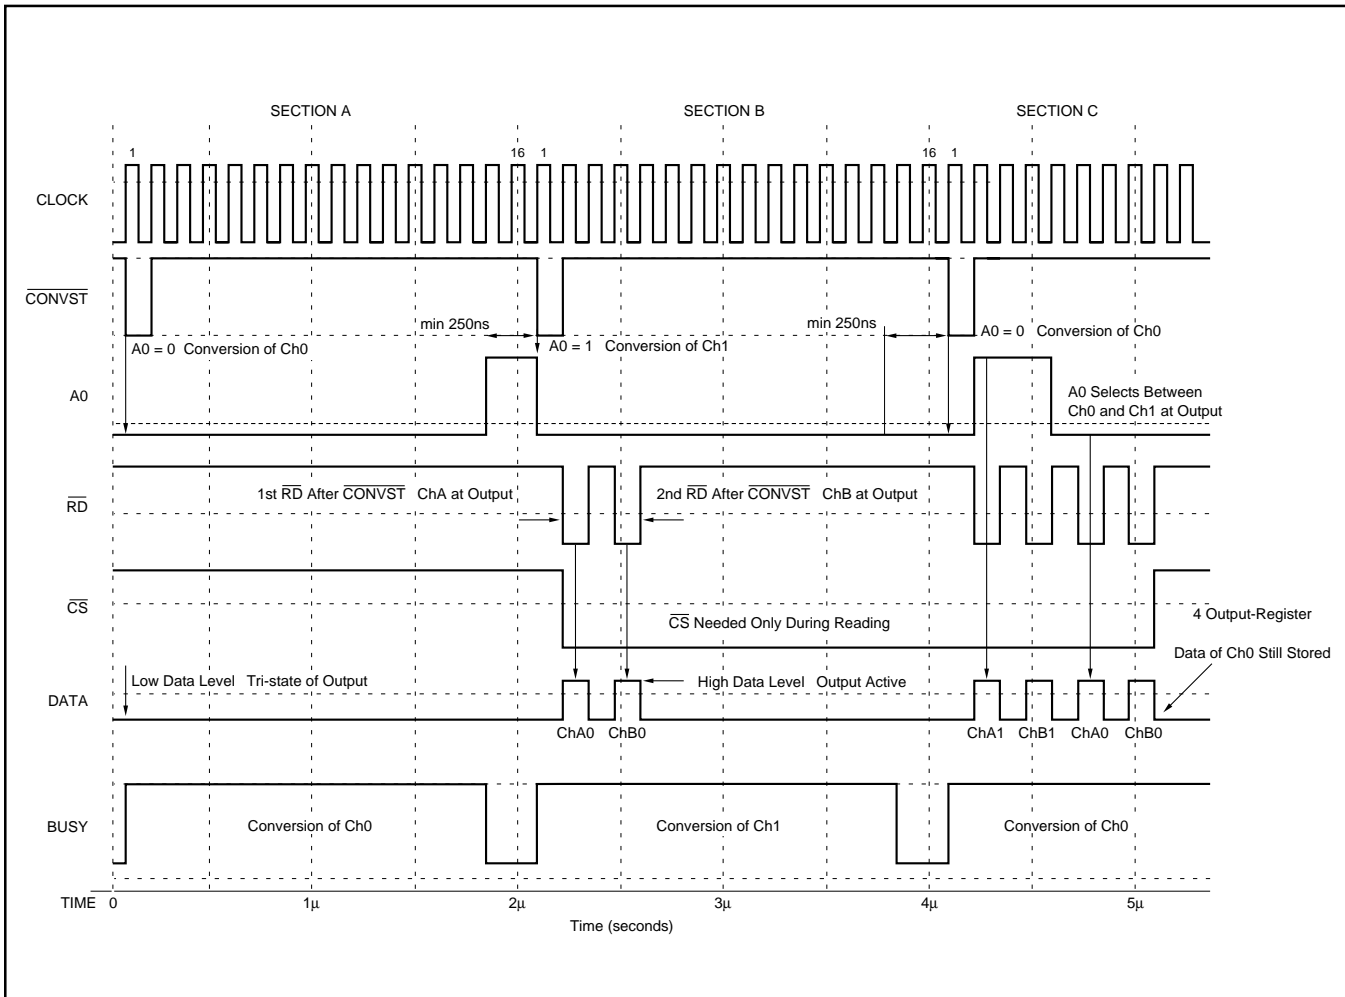 SECTION A SECTION B SECTION C
1 16 1 16 1
CLOCK
CONVST
min 250ns min 250ns
A0 = 0 Conversion of Ch0 A0 = 1 Conversion of Ch1 A0 = 0 Conversion of Ch0
A0
A0 Selects Between
Ch0 and Ch1 at Output
1st RD After CONVST ChA at Output 2nd RD After CONVST ChB at Output
RD
CS
CS Needed Only During Reading
4 Output-Register
Data of Ch0 Still Stored
Low Data Level Tri-state of Output High Data Level Output Active
DATA
ChA0 ChB0 ChA1 ChB1 ChA0 ChB0
BUSY Conversion of Ch0 Conversion of Ch1 Conversion of Ch0
TIME 0 1μ 2μ 3μ 4μ 5μ
Time (seconds)